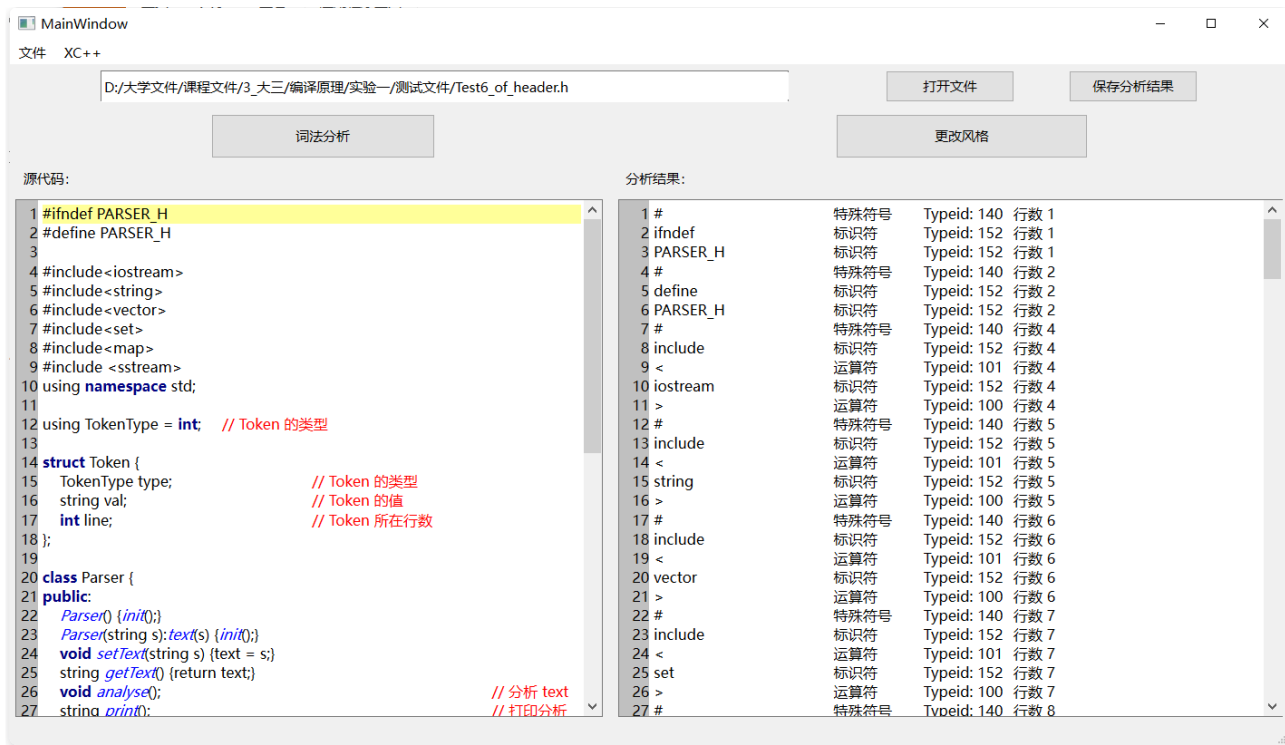 MainWindow
文件 XC++
D:/大学文件/课程文件/3_大三/编译原理/实验一/测试文件/Test6_of_header.h 打开文件 保存分析结果
词法分析 更改风格
源代码: 分析结果:
1 #ifndef PARSER_H
2 #define PARSER_H
3
4 #include<iostream>
5 #include<string>
6 #include<vector>
7 #include<set>
8 #include<map>
9 #include <sstream>
10 using namespace std;
11
12 using TokenType = int; // Token 的类型
13
14 struct Token {
15 TokenType type; // Token 的类型
16 string val; // Token 的值
17 int line; // Token 所在行数
18 };
19
20 class Parser {
21 public:
22 Parser() {init();}
23 Parser(string s):text(s) {init();}
24 void setText(string s) {text = s;}
25 string getText() {return text;}
26 void analyse(); // 分析 text
27 string print(); // 打印分析
1 # 特殊符号 Typeid: 140 行数 1
2 ifndef 标识符 Typeid: 152 行数 1
3 PARSER_H 标识符 Typeid: 152 行数 1
4 # 特殊符号 Typeid: 140 行数 2
5 define 标识符 Typeid: 152 行数 2
6 PARSER_H 标识符 Typeid: 152 行数 2
7 # 特殊符号 Typeid: 140 行数 4
8 include 标识符 Typeid: 152 行数 4
9 < 运算符 Typeid: 101 行数 4
10 iostream 标识符 Typeid: 152 行数 4
11 > 运算符 Typeid: 100 行数 4
12 # 特殊符号 Typeid: 140 行数 5
13 include 标识符 Typeid: 152 行数 5
14 < 运算符 Typeid: 101 行数 5
15 string 标识符 Typeid: 152 行数 5
16 > 运算符 Typeid: 100 行数 5
17 # 特殊符号 Typeid: 140 行数 6
18 include 标识符 Typeid: 152 行数 6
19 < 运算符 Typeid: 101 行数 6
20 vector 标识符 Typeid: 152 行数 6
21 > 运算符 Typeid: 100 行数 6
22 # 特殊符号 Typeid: 140 行数 7
23 include 标识符 Typeid: 152 行数 7
24 < 运算符 Typeid: 101 行数 7
25 set 标识符 Typeid: 152 行数 7
26 > 运算符 Typeid: 100 行数 7
27 # 特殊符号 Typeid: 140 行数 8